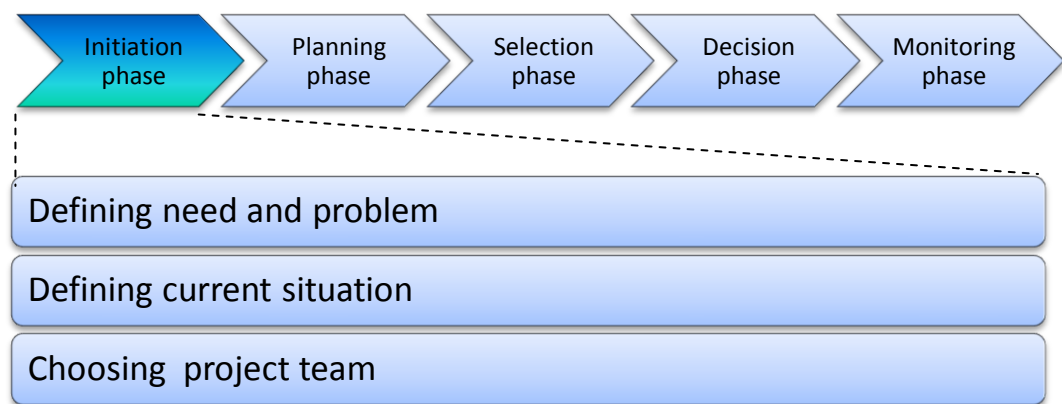 Initiation
phase
Planning
phase
Selection
phase
Decision
phase
Monitoring
phase
Defining need and problem
Defining current situation
Choosing  project team